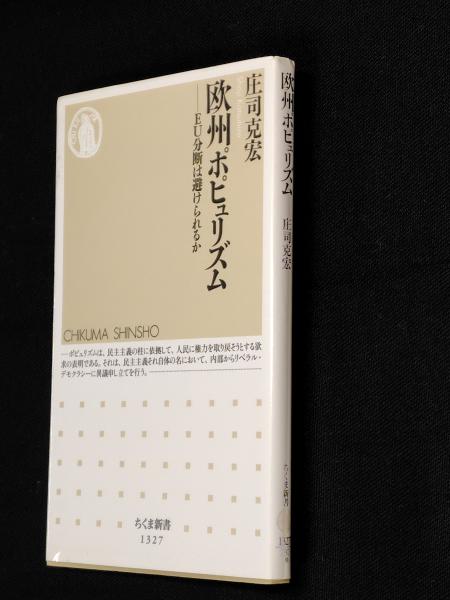 庄司克宏
欧州ポピュリズム
──EU分断は避けられるか
CHIKUMA SHINSHO
──ポピュリズムは、民主主義の柱に依拠して、人民に権力を取り戻そうとする欲
求の表明である。それは、民主主義それ自体の名において、内部からリベラル・
デモクラシーに異議申し立てを行う。──
ちくま新書
1327
欧州ポピュリズム
庄司克宏
ちくま新書